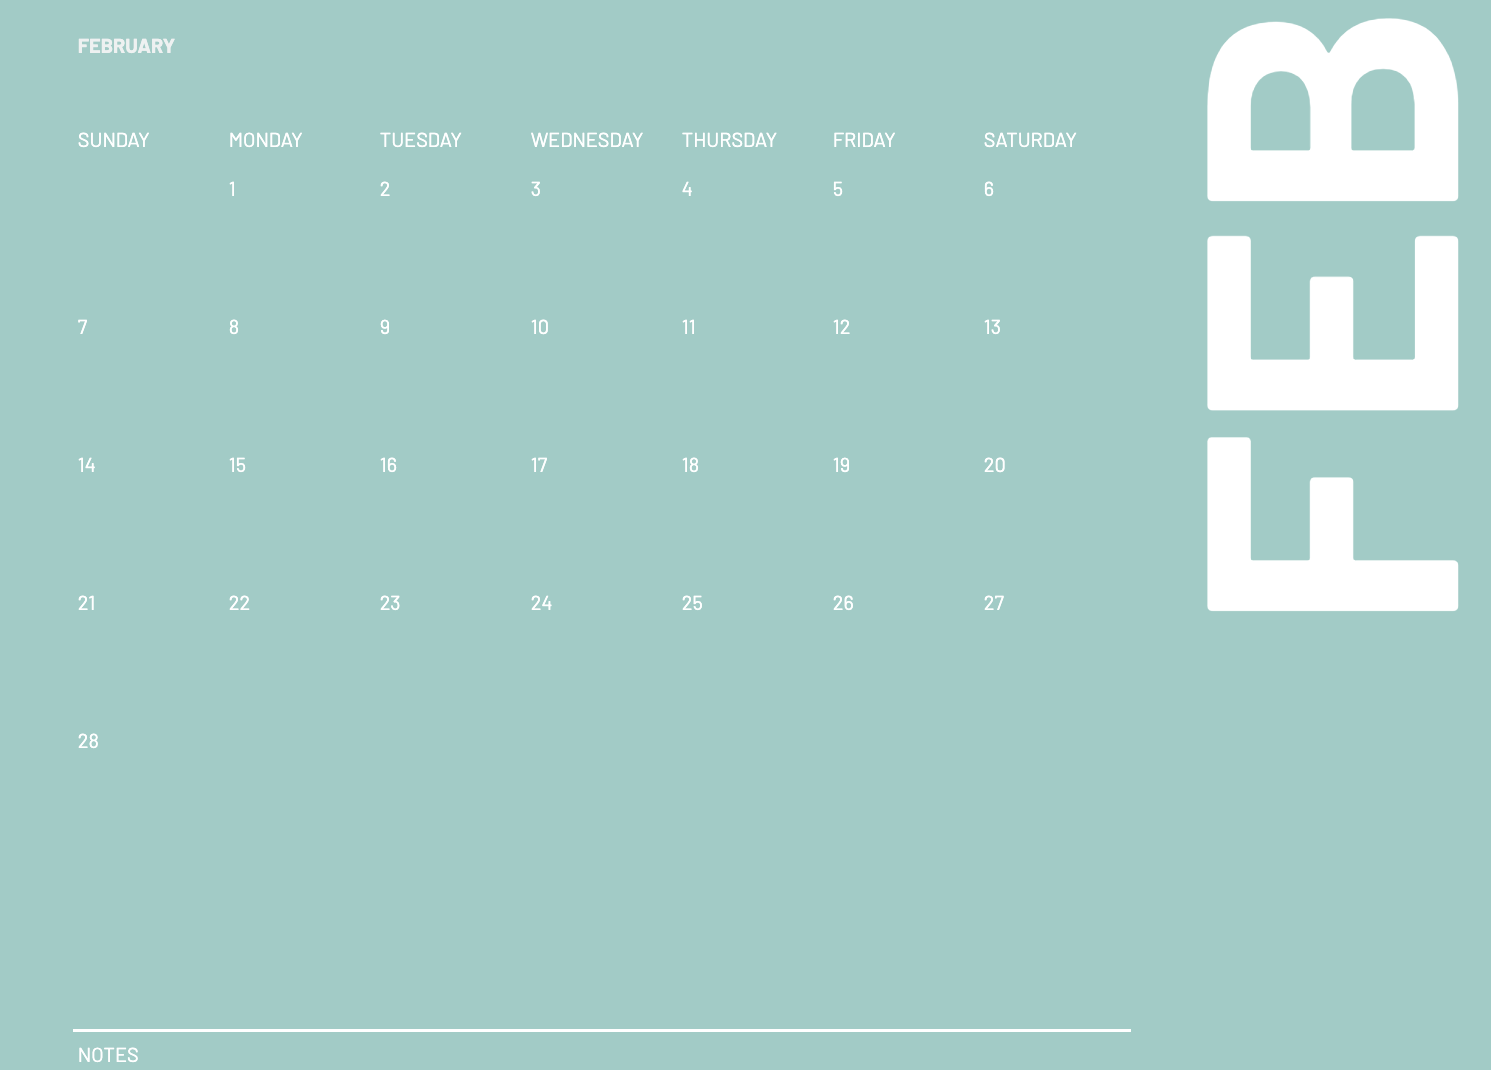 FEBRUARY
SUNDAY MONDAY TUESDAY WEDNESDAY THURSDAY FRIDAY SATURDAY
1 2 3 4 5 6
7 8 9 10 11 12 13
14 15 16 17 18 19 20
21 22 23 24 25 26 27
28
NOTES
FEB